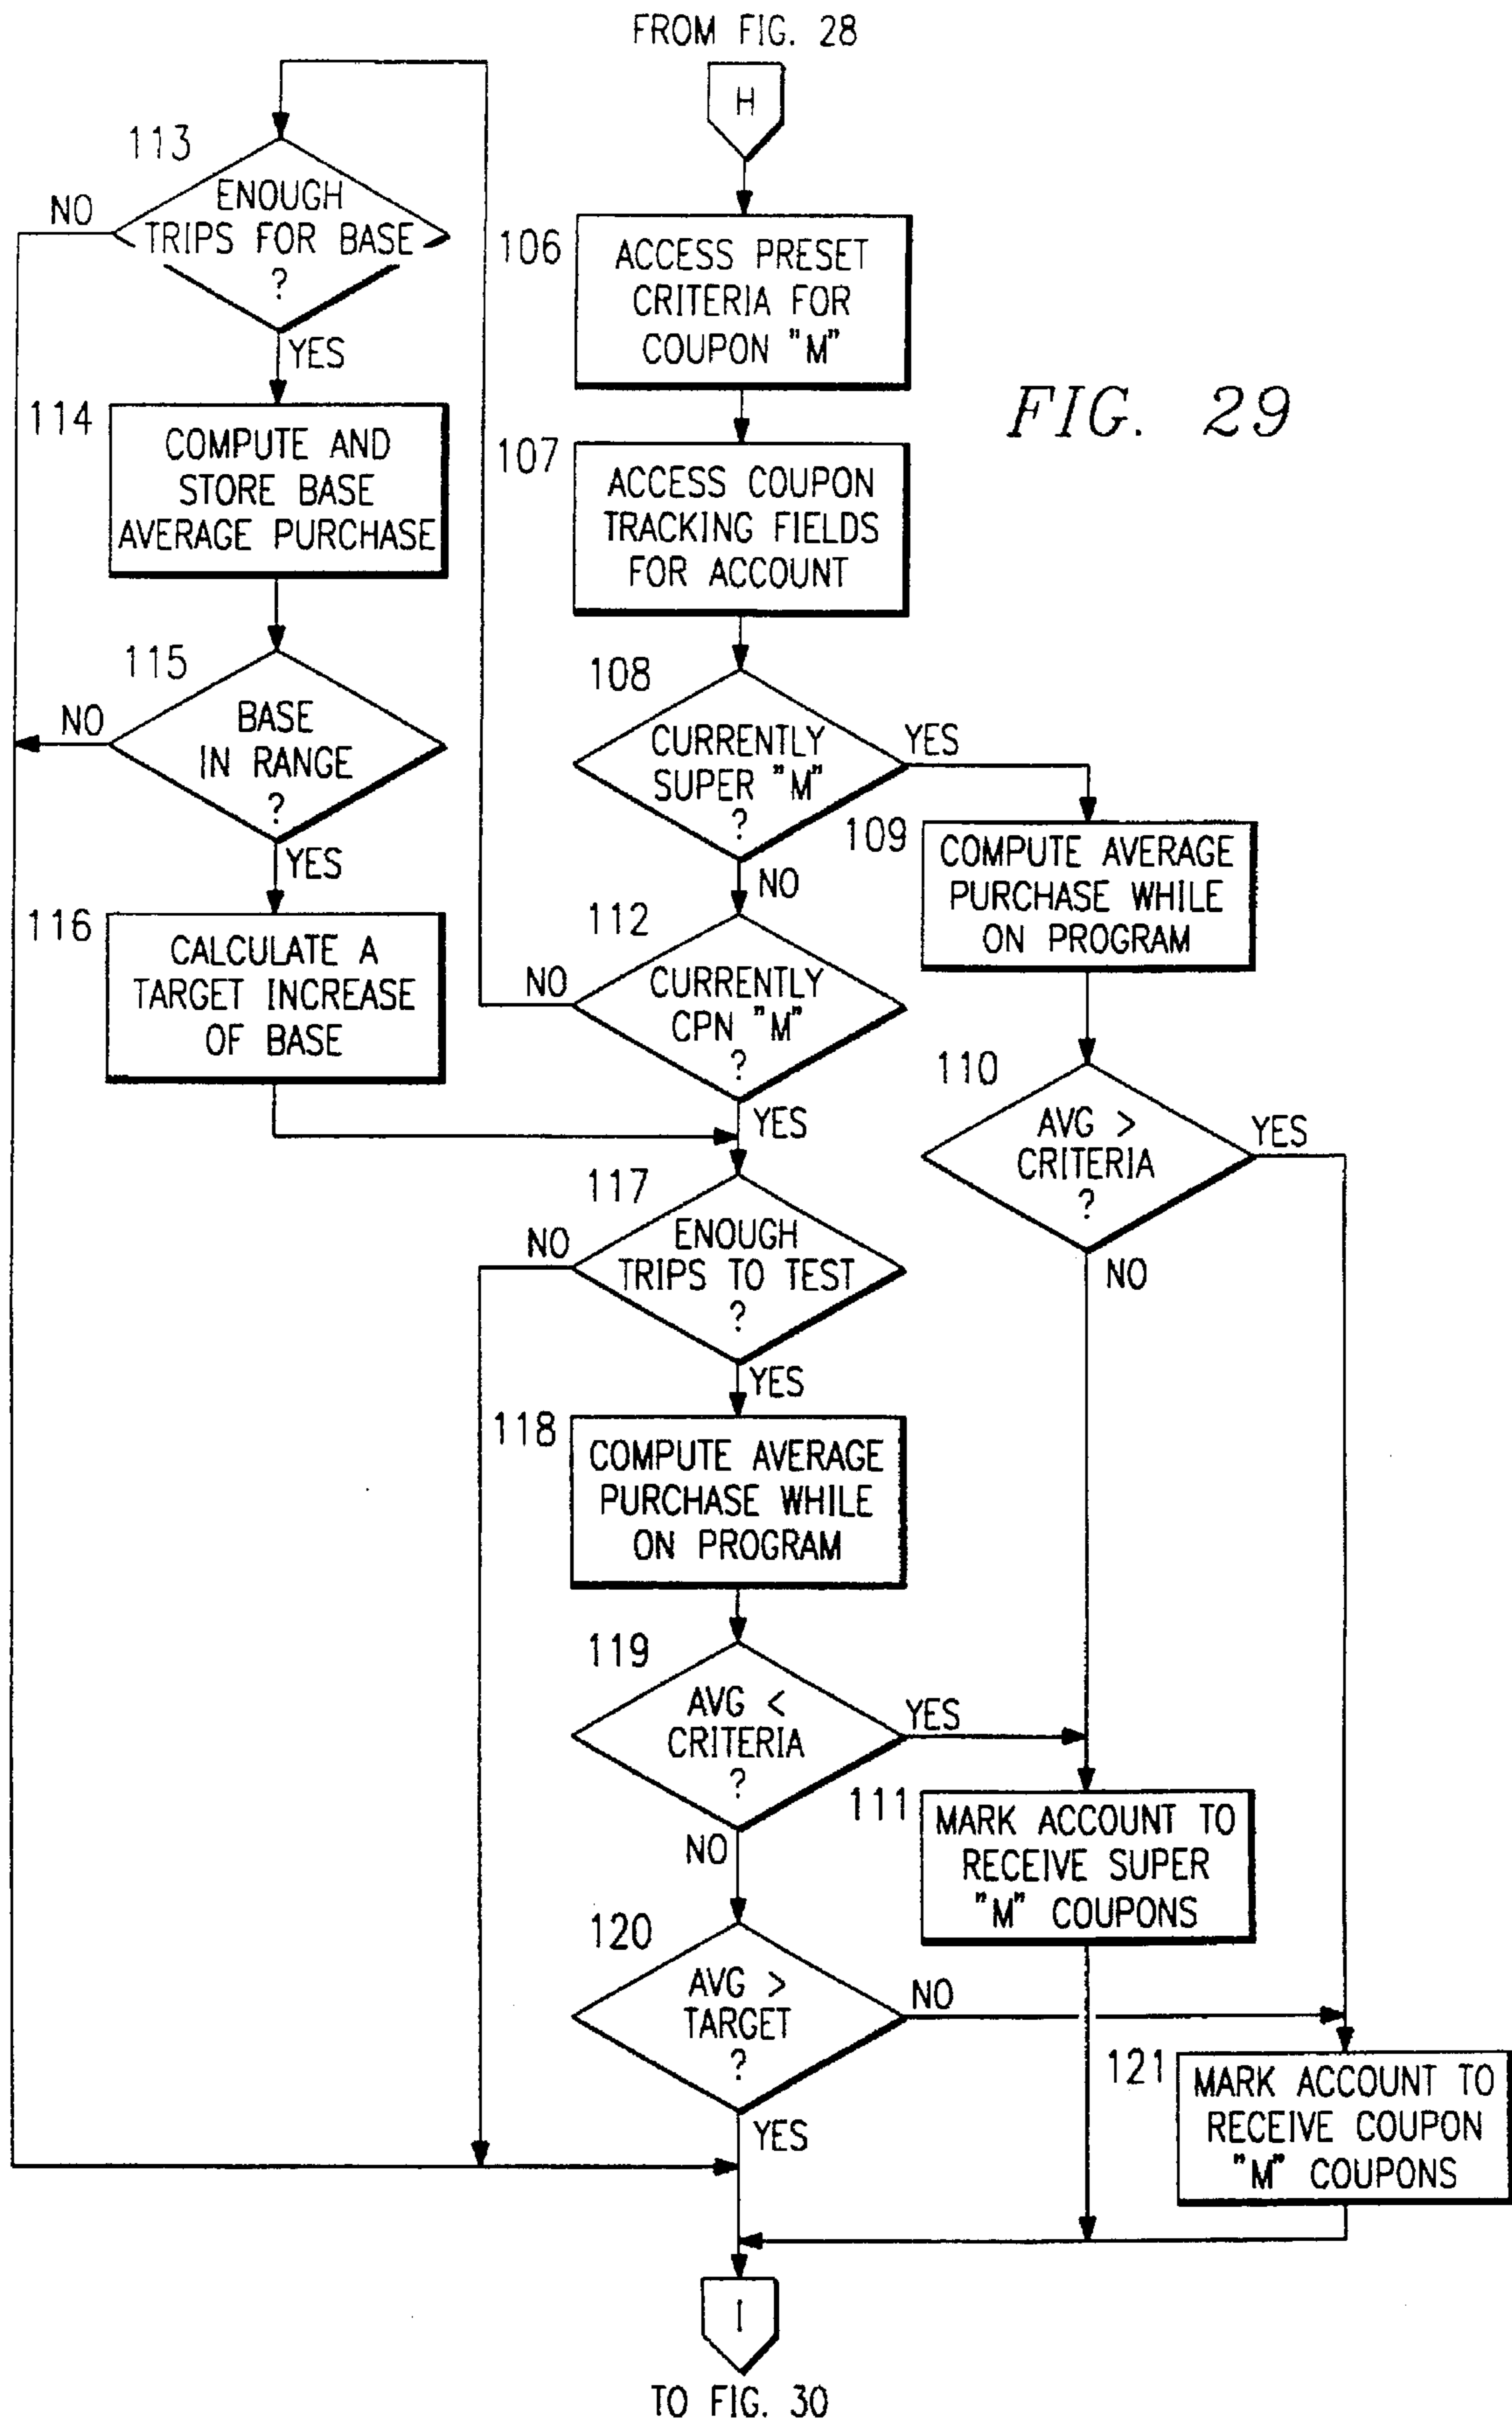 FROM FIG. 28
H
106
ACCESS PRESET
CRITERIA FOR
COUPON "M"
FIG. 29
107
ACCESS COUPON
TRACKING FIELDS
FOR ACCOUNT
108
CURRENTLY
SUPER "M"
?
YES
NO
109
COMPUTE AVERAGE
PURCHASE WHILE
ON PROGRAM
110
AVG >
CRITERIA
?
YES
NO
112
CURRENTLY
CPN "M"
?
NO
YES
113
ENOUGH
TRIPS FOR BASE
?
NO
YES
114
COMPUTE AND
STORE BASE
AVERAGE PURCHASE
115
BASE
IN RANGE
?
NO
YES
116
CALCULATE A
TARGET INCREASE
OF BASE
117
ENOUGH
TRIPS TO TEST
?
NO
YES
118
COMPUTE AVERAGE
PURCHASE WHILE
ON PROGRAM
119
AVG <
CRITERIA
?
YES
NO
111
MARK ACCOUNT TO
RECEIVE SUPER
"M" COUPONS
120
AVG >
TARGET
?
NO
YES
121
MARK ACCOUNT TO
RECEIVE COUPON
"M" COUPONS
I
TO FIG. 30